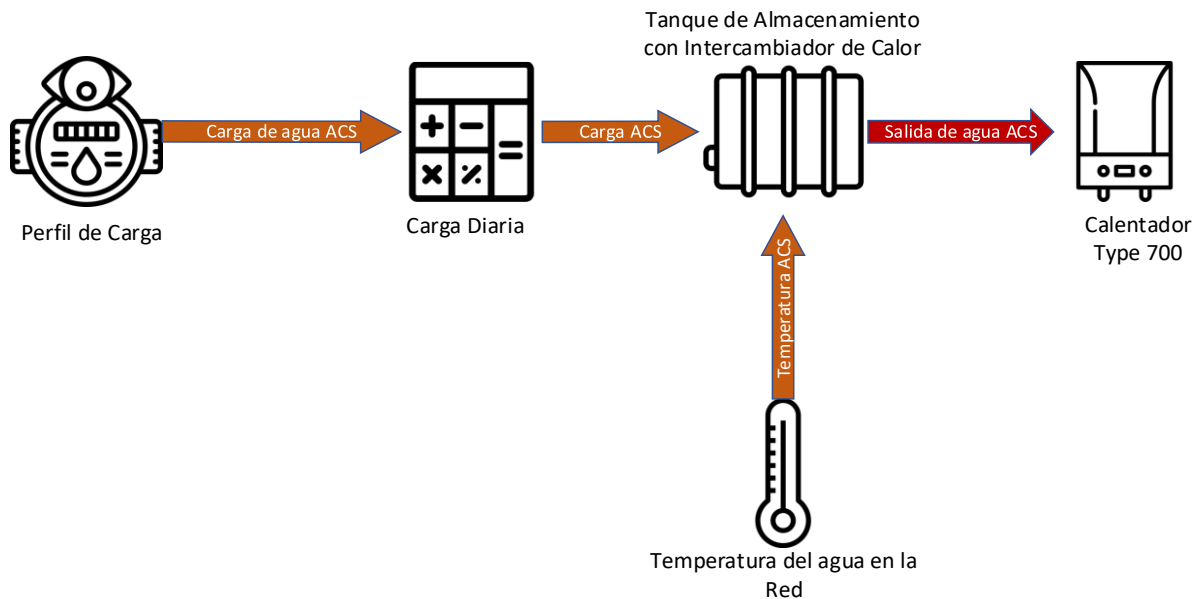 Tanque de Almacenamiento
con Intercambiador de Calor
Carga de agua ACS
Carga ACS
Salida de agua ACS
Perfil de Carga
Carga Diaria
Calentador
Type 700
Temperatura ACS
Temperatura del agua en la
Red